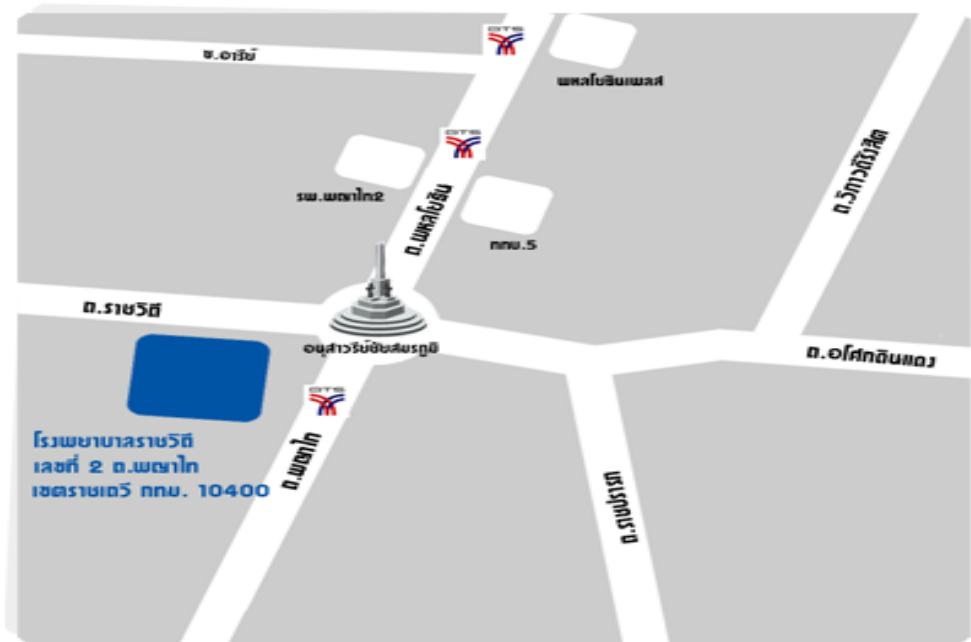 BTS
ซ.อารีย์
พหลโยธินเพลส
BTS
รพ.พญาไท2
ถ.พหลโยธิน
ททบ.5
ถ.วิภาวดีรังสิต
ถ.ราชวิถี
อนุสาวรีย์ชัยสมรภูมิ
ถ.อโศกดินแดง
BTS
โรงพยาบาลราชวิถี
เลขที่ 2 ถ.พญาไท
เขตราชเทวี กทม. 10400
ถ.พญาไท
ถ.ราชปรารภ